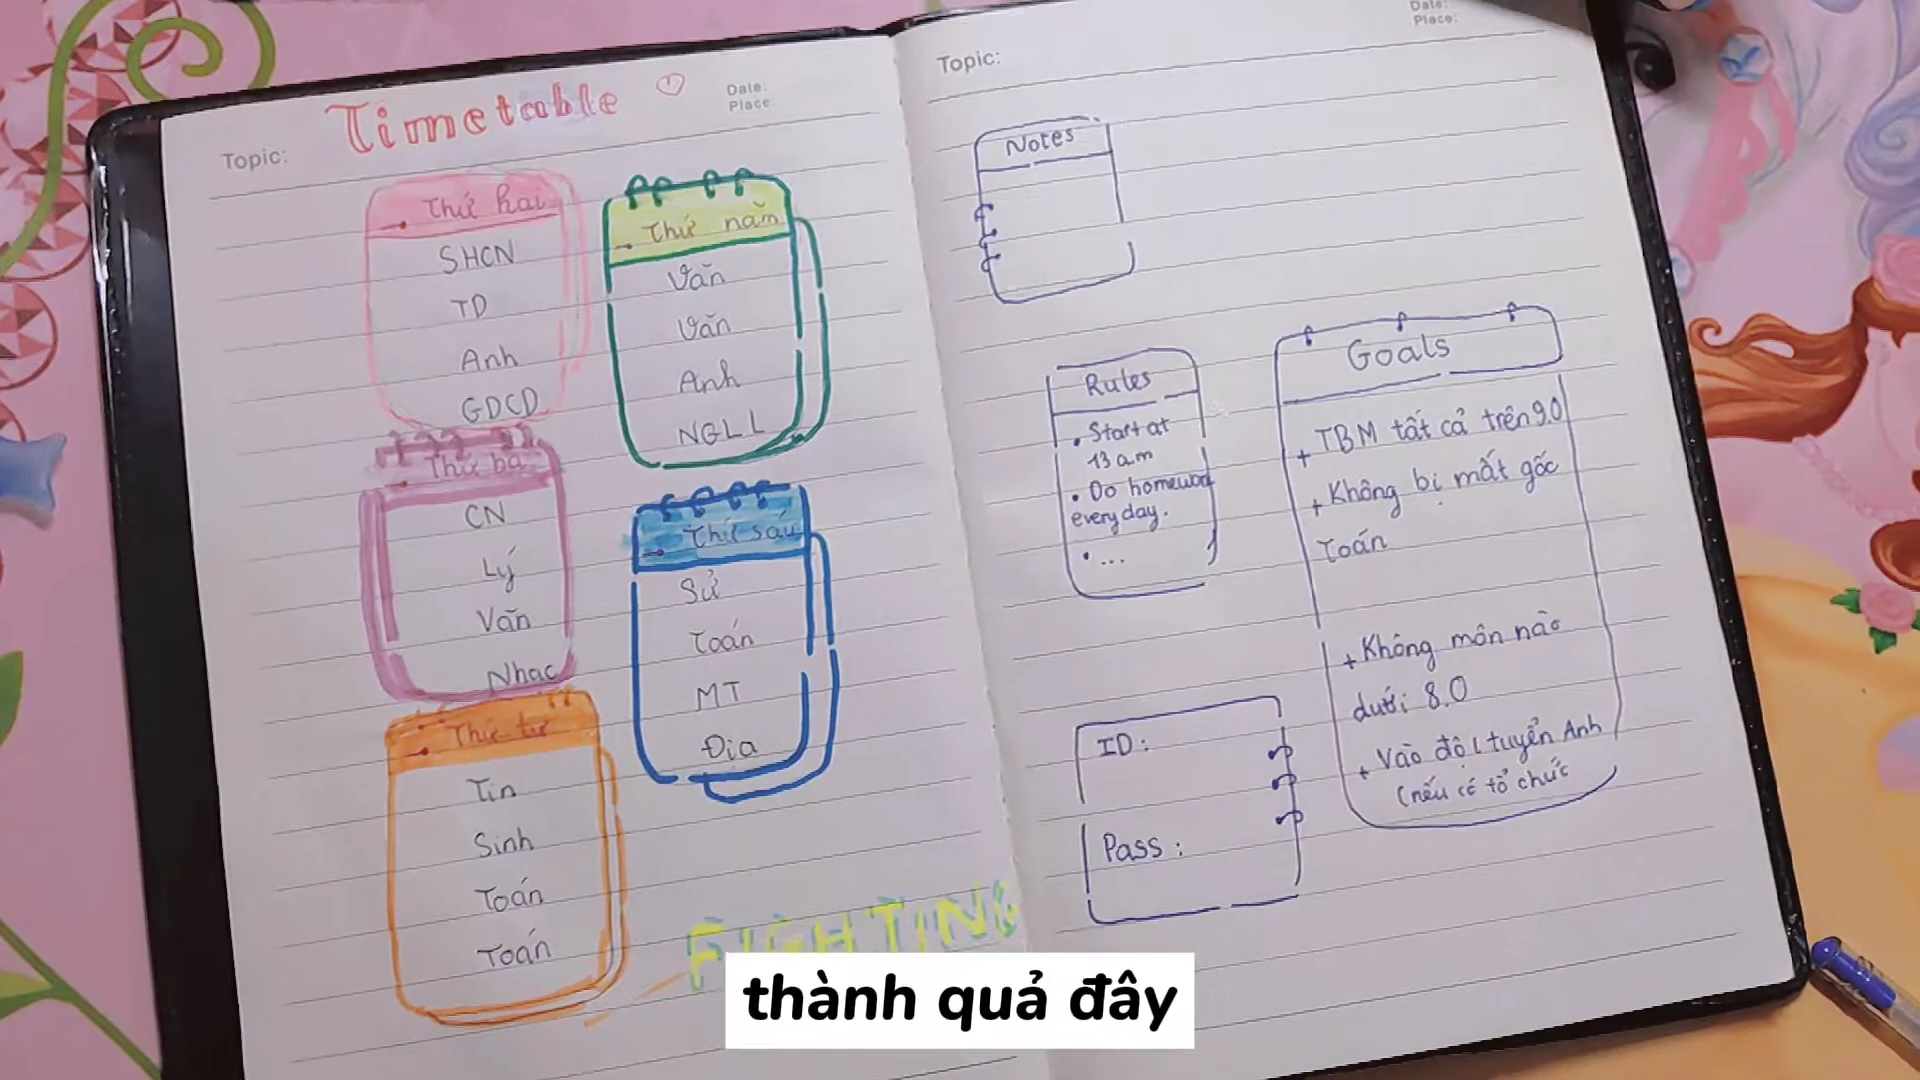 Timetable
Date:
Place:
Topic:
Thứ hai
SHCN
TD
Anh
GDCD
Thứ ba
CN
Lý
Văn
Nhạc
Thứ tư
Tin
Sinh
Toán
Toán
Thứ năm
Văn
Văn
Anh
NGLL
Thứ sáu
Sử
Toán
MT
Địa
FIGHTING
Date:
Place:
Topic:
Notes
Rules
• Start at
13 am
• Do homework
every day.
• ...
Goals
+ TBM tất cả trên 9.0
+ Không bị mất gốc
Toán
+ Không môn nào
dưới 8.0
+ Vào đội tuyển Anh
(nếu có tổ chức
ID:
Pass:
thành quả đây